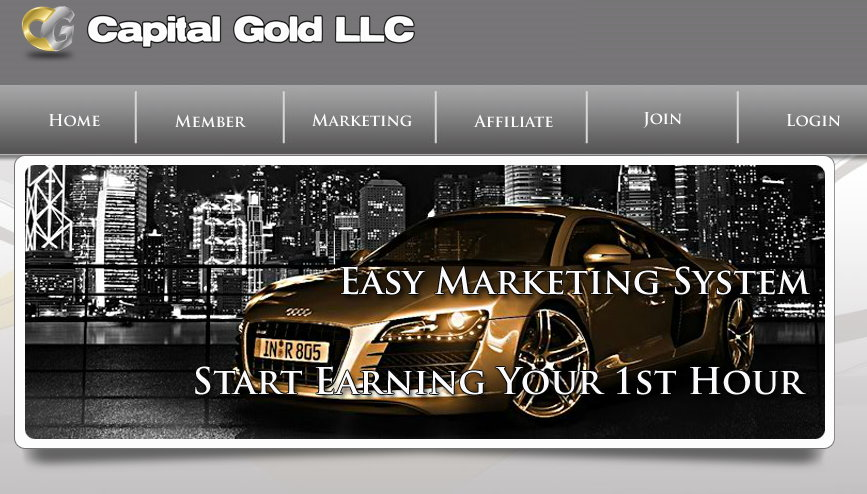 CG Capital Gold LLC
Home Member Marketing Affiliate Join Login
Easy Marketing System
IN R 805
Start Earning Your 1st Hour